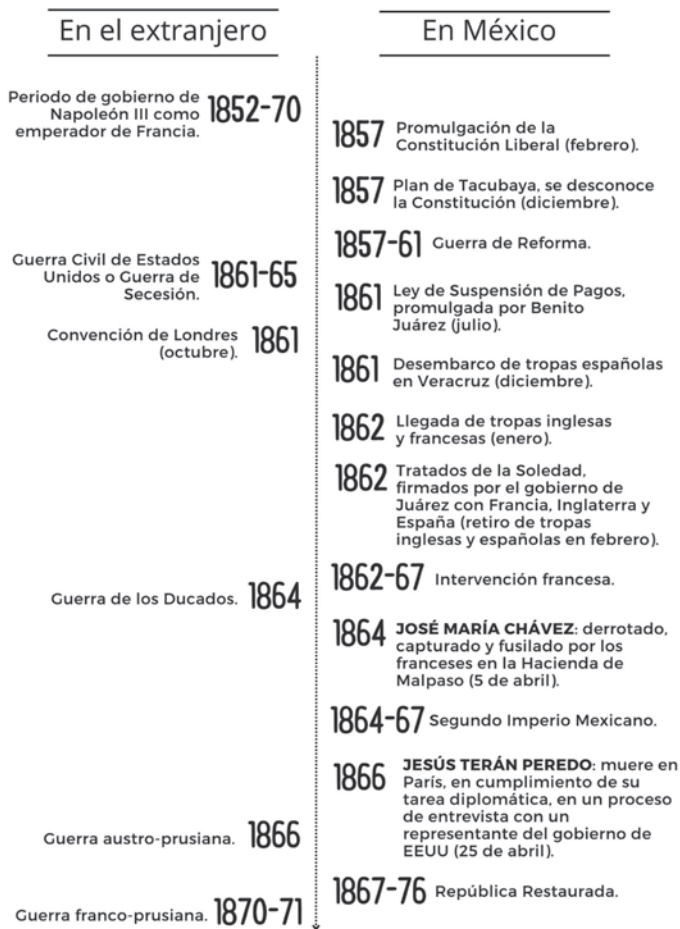 En el extranjero
Periodo de gobierno de
Napoleón III como
emperador de Francia.
1852-70
Guerra Civil de Estados
Unidos o Guerra de
Secesión.
1861-65
Convención de Londres
(octubre).
1861
Guerra de los Ducados.
1864
Guerra austro-prusiana.
1866
Guerra franco-prusiana.
1870-71
En México
1857
Promulgación de la
Constitución Liberal (febrero).
1857
Plan de Tacubaya, se desconoce
la Constitución (diciembre).
1857-61
Guerra de Reforma.
1861
Ley de Suspensión de Pagos,
promulgada por Benito
Juárez (julio).
1861
Desembarco de tropas españolas
en Veracruz (diciembre).
1862
Llegada de tropas inglesas
y francesas (enero).
1862
Tratados de la Soledad,
firmados por el gobierno de
Juárez con Francia, Inglaterra y
España (retiro de tropas
inglesas y españolas en febrero).
1862-67
Intervención francesa.
1864
JOSÉ MARÍA CHÁVEZ: derrotado,
capturado y fusilado por los
franceses en la Hacienda de
Malpaso (5 de abril).
1864-67
Segundo Imperio Mexicano.
1866
JESÚS TERÁN PEREDO: muere en
París, en cumplimiento de su
tarea diplomática, en un proceso
de entrevista con un
representante del gobierno de
EEUU (25 de abril).
1867-76
República Restaurada.